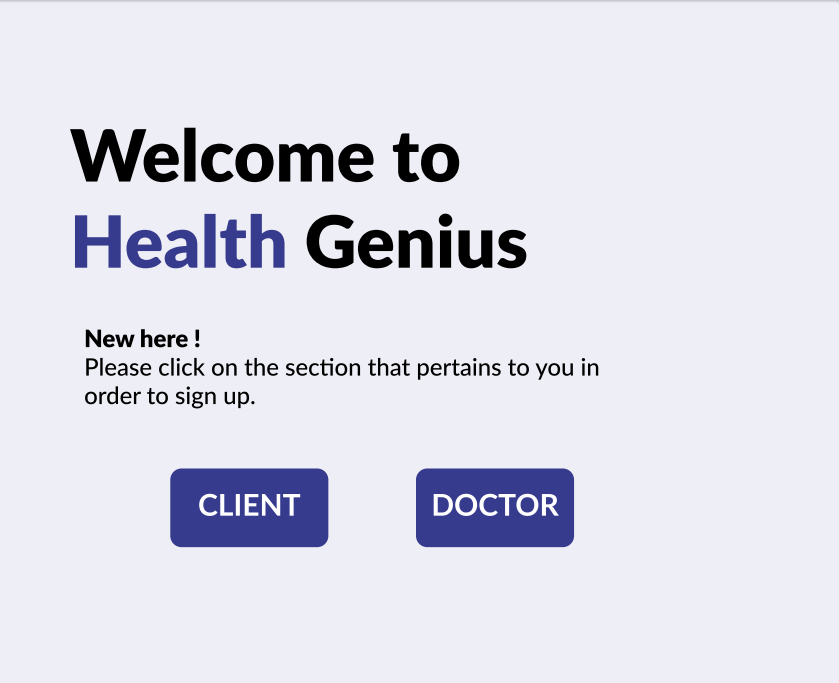 Welcome to
Health Genius
New here !
Please click on the section that pertains to you in
order to sign up.
CLIENT
DOCTOR